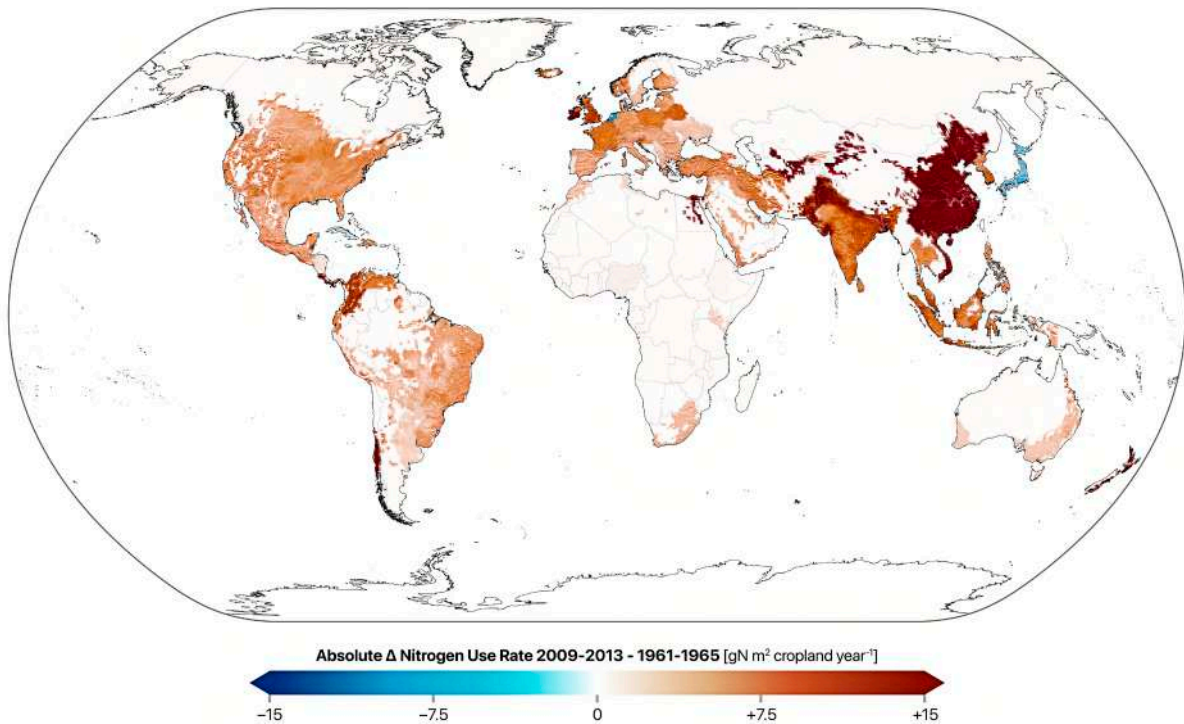 Absolute Δ Nitrogen Use Rate 2009-2013 - 1961-1965 [gN m² cropland year⁻¹]
−15 −7.5 0 +7.5 +15